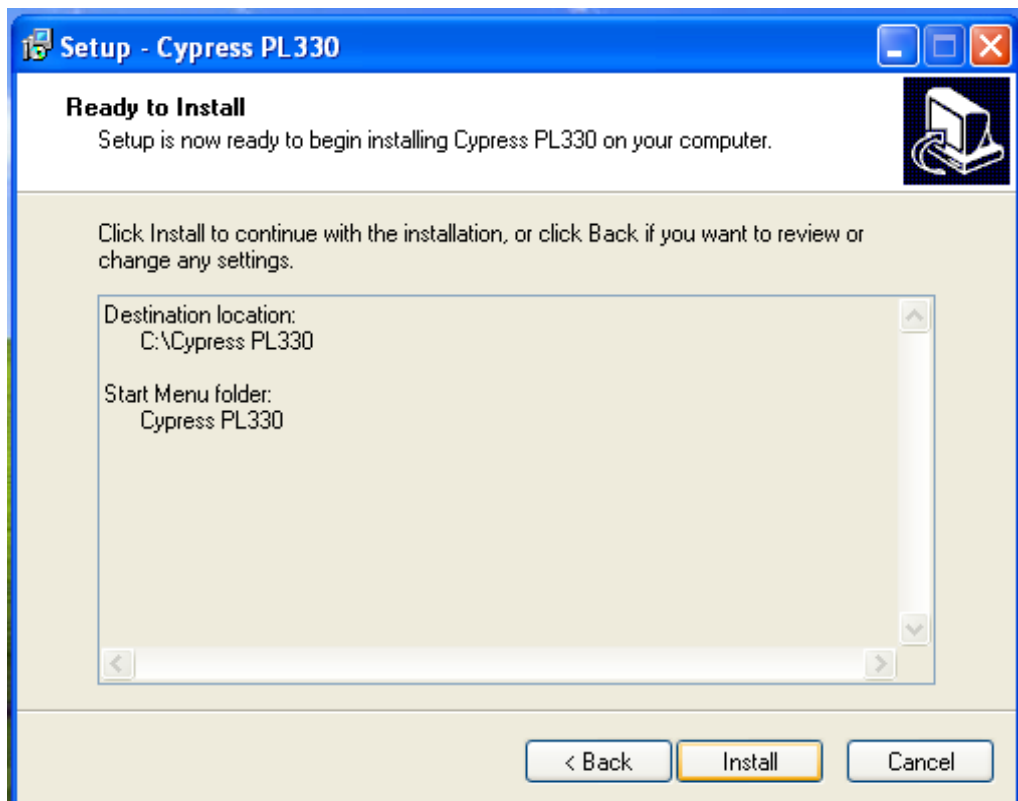 Setup - Cypress PL330
Ready to Install
Setup is now ready to begin installing Cypress PL330 on your computer.
Click Install to continue with the installation, or click Back if you want to review or
change any settings.
Destination location:
C:\Cypress PL330
Start Menu folder:
Cypress PL330
< Back
Install
Cancel